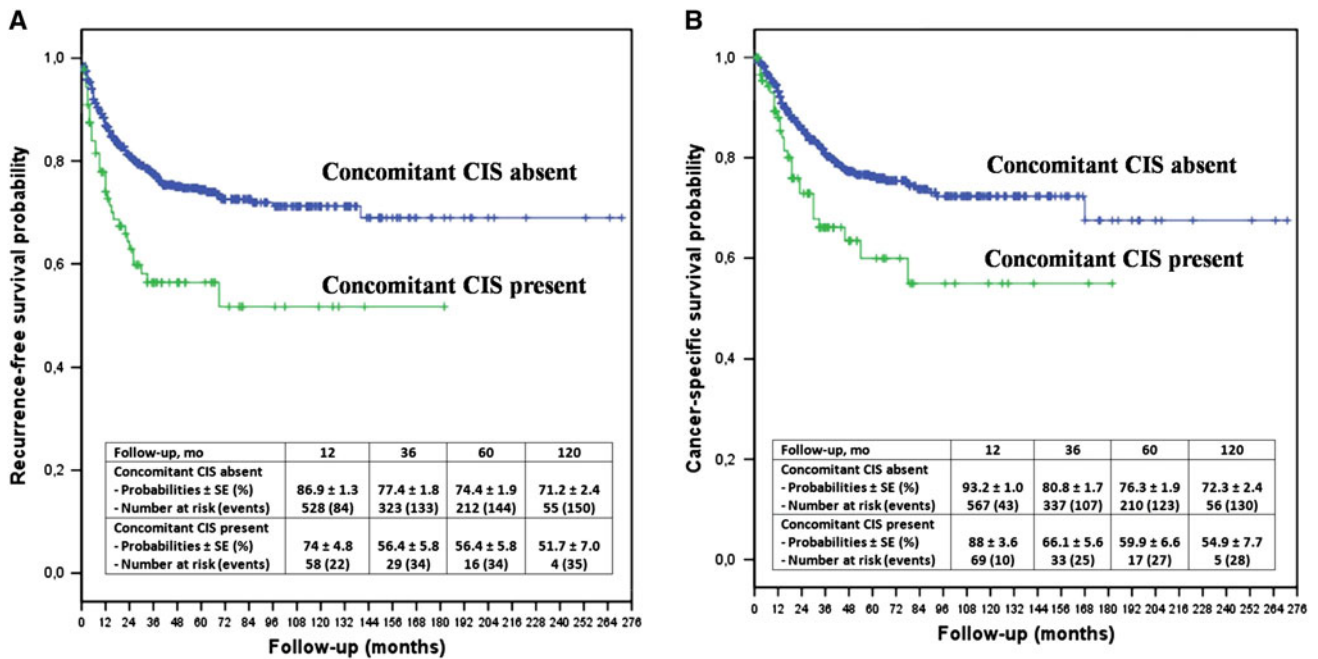 A
Recurrence-free survival probability
1,0
0,8
0,6
0,4
0,2
0,0
Concomitant CIS absent
Concomitant CIS present
Follow-up, mo 12 36 60 120
Concomitant CIS absent
- Probabilities ± SE (%) 86.9 ± 1.3 77.4 ± 1.8 74.4 ± 1.9 71.2 ± 2.4
- Number at risk (events) 528 (84) 323 (133) 212 (144) 55 (150)
Concomitant CIS present
- Probabilities ± SE (%) 74 ± 4.8 56.4 ± 5.8 56.4 ± 5.8 51.7 ± 7.0
- Number at risk (events) 58 (22) 29 (34) 16 (34) 4 (35)
0 12 24 36 48 60 72 84 96 108 120 132 144 156 168 180 192 204 216 228 240 252 264 276
Follow-up (months)
B
Cancer-specific survival probability
1,0
0,8
0,6
0,4
0,2
0,0
Concomitant CIS absent
Concomitant CIS present
Follow-up, mo 12 36 60 120
Concomitant CIS absent
- Probabilities ± SE (%) 93.2 ± 1.0 80.8 ± 1.7 76.3 ± 1.9 72.3 ± 2.4
- Number at risk (events) 567 (43) 337 (107) 210 (123) 56 (130)
Concomitant CIS present
- Probabilities ± SE (%) 88 ± 3.6 66.1 ± 5.6 59.9 ± 6.6 54.9 ± 7.7
- Number at risk (events) 69 (10) 33 (25) 17 (27) 5 (28)
0 12 24 36 48 60 72 84 96 108 120 132 144 156 168 180 192 204 216 228 240 252 264 276
Follow-up (months)